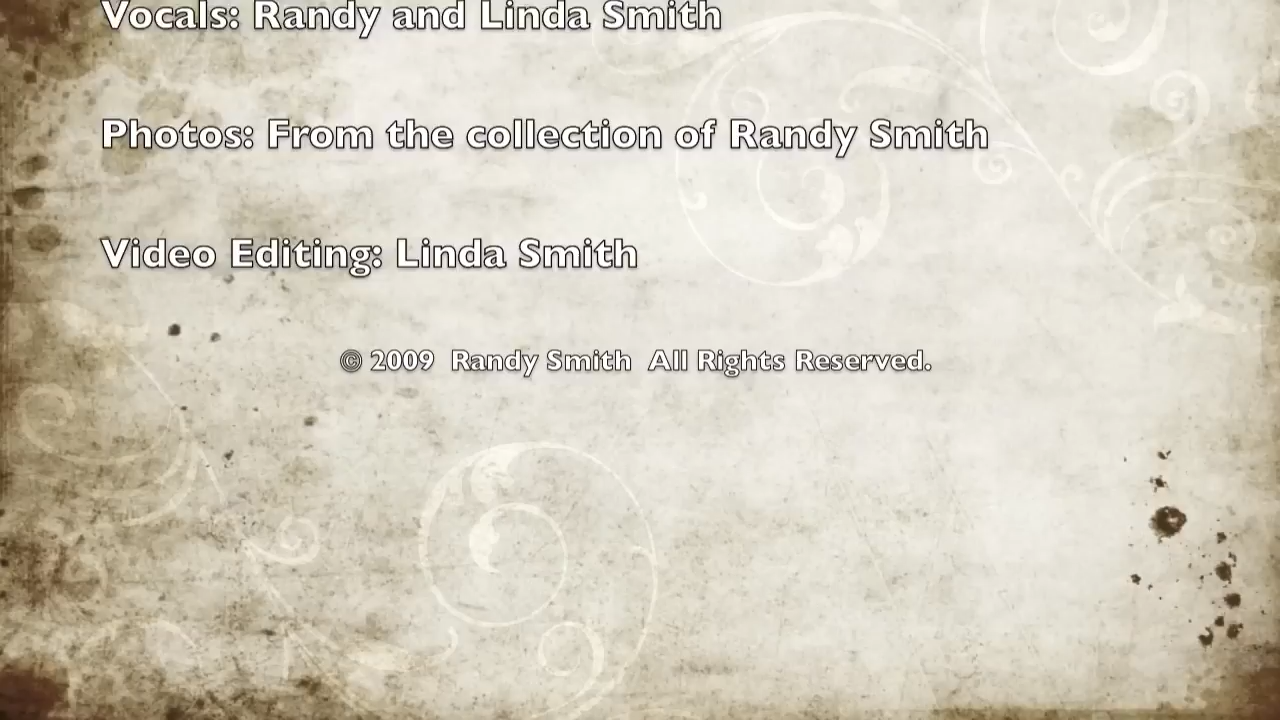 Vocals: Randy and Linda Smith
Photos: From the collection of Randy Smith
Video Editing: Linda Smith
© 2009 Randy Smith All Rights Reserved.